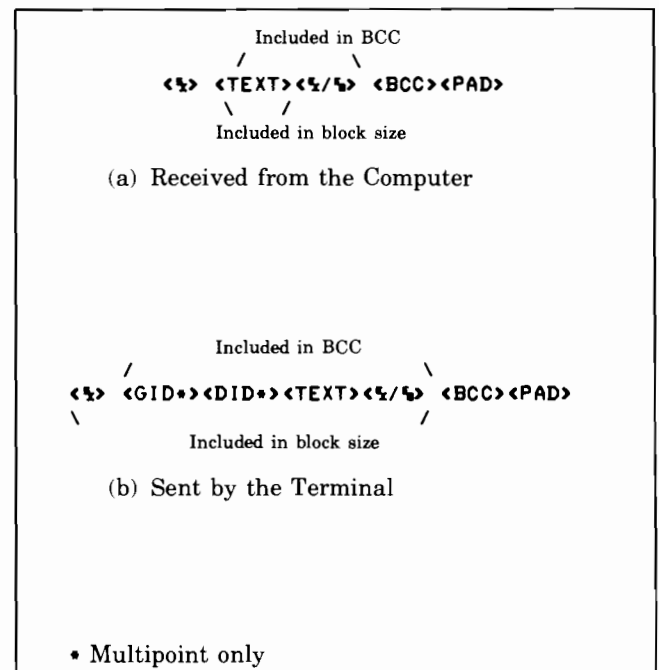 Included in BCC
<␂> <TEXT><␃/␗> <BCC><PAD>
Included in block size
(a) Received from the Computer
Included in BCC
<␂> <GID*><DID*><TEXT><␃/␗> <BCC><PAD>
Included in block size
(b) Sent by the Terminal
* Multipoint only